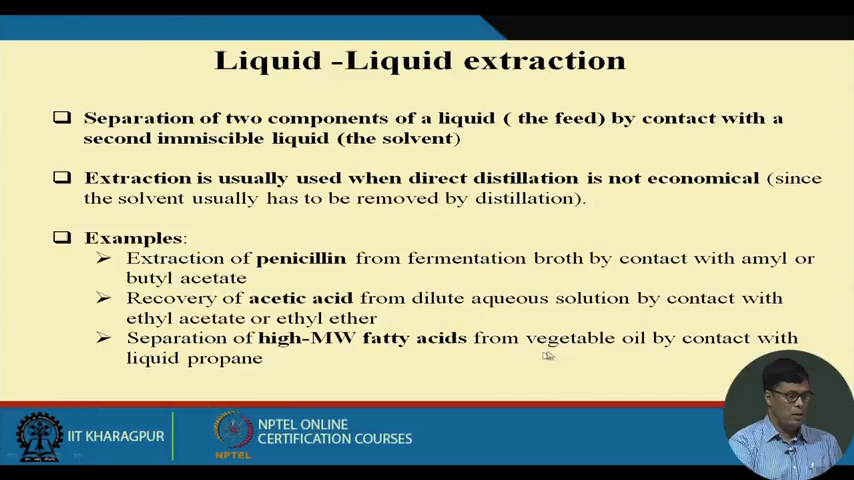 Liquid -Liquid extraction
❑ Separation of two components of a liquid ( the feed) by contact with a
second immiscible liquid (the solvent)
❑ Extraction is usually used when direct distillation is not economical (since
the solvent usually has to be removed by distillation).
❑ Examples:
➢ Extraction of penicillin from fermentation broth by contact with amyl or
butyl acetate
➢ Recovery of acetic acid from dilute aqueous solution by contact with
ethyl acetate or ethyl ether
➢ Separation of high-MW fatty acids from vegetable oil by contact with
liquid propane
IIT KHARAGPUR
NPTEL
NPTEL ONLINE
CERTIFICATION COURSES